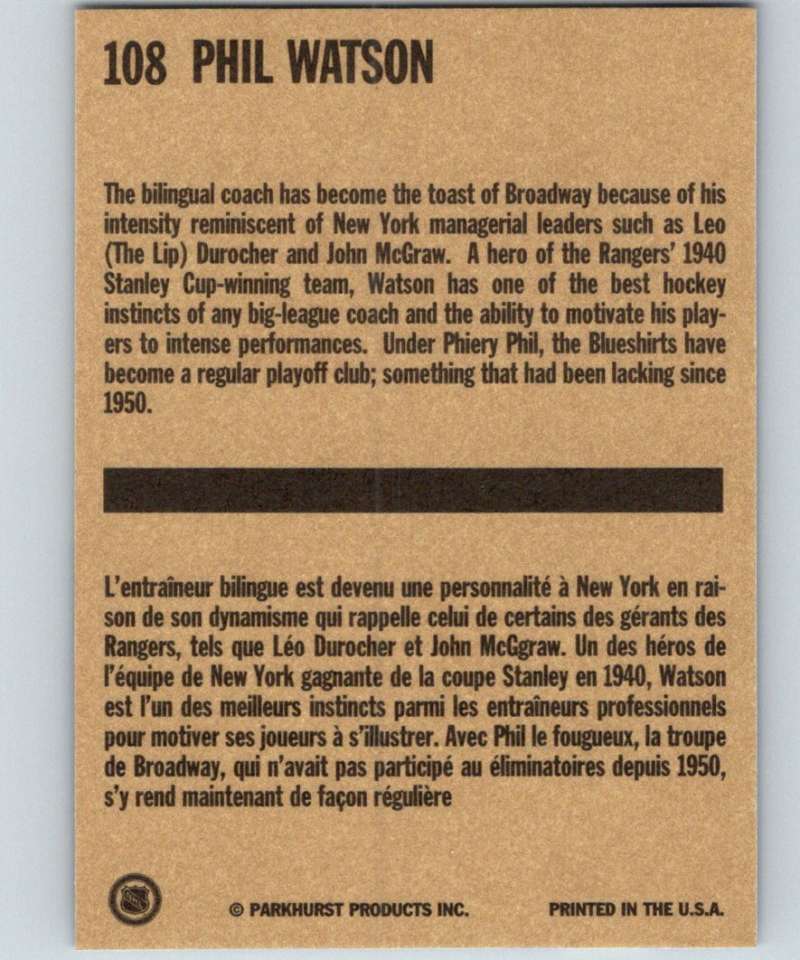 108 PHIL WATSON
The bilingual coach has become the toast of Broadway because of his
intensity reminiscent of New York managerial leaders such as Leo
(The Lip) Durocher and John McGraw. A hero of the Rangers' 1940
Stanley Cup-winning team, Watson has one of the best hockey
instincts of any big-league coach and the ability to motivate his play-
ers to intense performances. Under Phiery Phil, the Blueshirts have
become a regular playoff club; something that had been lacking since
1950.
L'entraîneur bilingue est devenu une personnalité à New York en rai-
son de son dynamisme qui rappelle celui de certains des gérants des
Rangers, tels que Léo Durocher et John McGgraw. Un des héros de
l'équipe de New York gagnante de la coupe Stanley en 1940, Watson
est l'un des meilleurs instincts parmi les entraîneurs professionnels
pour motiver ses joueurs à s'illustrer. Avec Phil le fougueux, la troupe
de Broadway, qui n'avait pas participé au éliminatoires depuis 1950,
s'y rend maintenant de façon régulière
NHL
© PARKHURST PRODUCTS INC. PRINTED IN THE U.S.A.